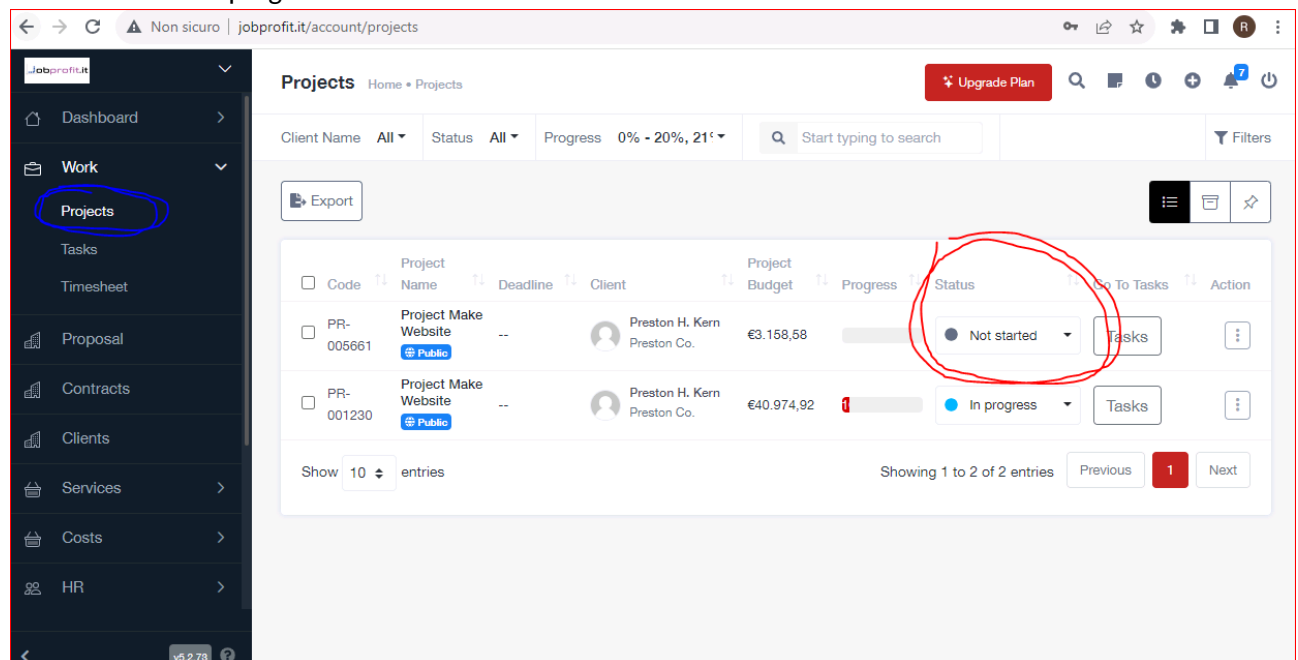 Non sicuro | jobprofit.it/account/projects R
Jobprofit.it
Projects Home • Projects Upgrade Plan 7
Dashboard
Client Name All Status All Progress 0% - 20%, 21% Start typing to search Filters
Work
Projects
Tasks
Timesheet
Proposal
Contracts
Clients
Services
Costs
HR
v5.2.73
Export
Code Project Name Deadline Client Project Budget Progress Status Go To Tasks Action
PR-005661 Project Make Website -- Preston H. Kern €3.158,58 Not started Tasks
Public Preston Co.
PR-001230 Project Make Website -- Preston H. Kern €40.974,92 1 In progress Tasks
Public Preston Co.
Show 10 entries Showing 1 to 2 of 2 entries Previous 1 Next